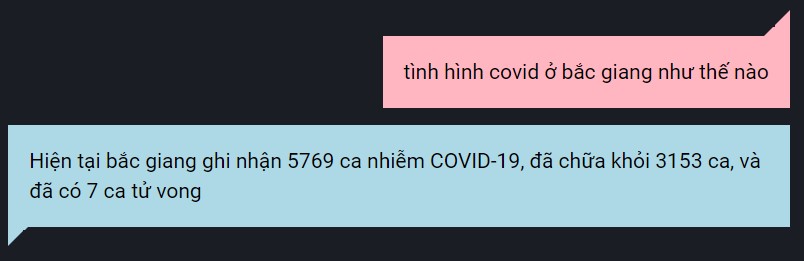 tình hình covid ở bắc giang như thế nào
Hiện tại bắc giang ghi nhận 5769 ca nhiễm COVID-19, đã chữa khỏi 3153 ca, và
đã có 7 ca tử vong